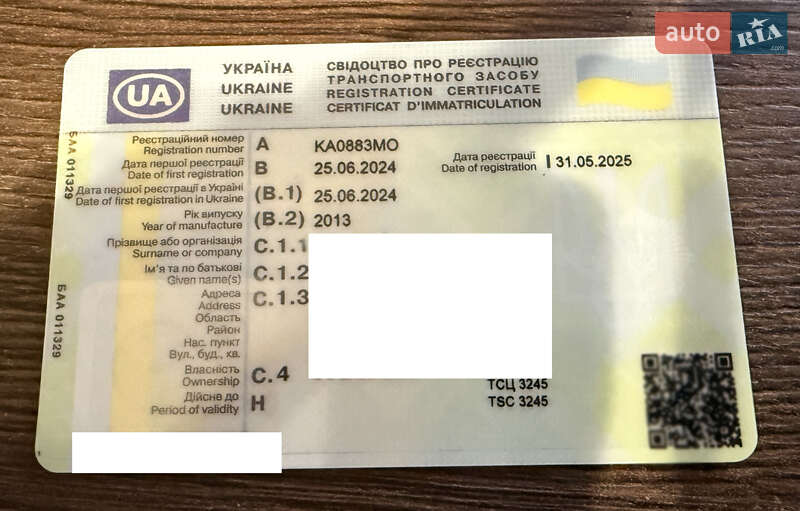 auto RIA.com
UA
УКРАЇНА
UKRAINE
UKRAINE
СВІДОЦТВО ПРО РЕЄСТРАЦІЮ
ТРАНСПОРТНОГО ЗАСОБУ
REGISTRATION CERTIFICATE
CERTIFICAT D'IMMATRICULATION
БАА 011329
Реєстраційний номер
Registration number
A KA0883MO
Дата першої реєстрації
Date of first registration
B 25.06.2024
Дата реєстрації
Date of registration
I 31.05.2025
Дата першої реєстрації в Україні
Date of first registration in Ukraine
(B.1) 25.06.2024
Рік випуску
Year of manufacture
(B.2) 2013
Прізвище або організація
Surname or company
C.1.1
Ім'я та по батькові
Given name(s)
C.1.2
Адреса
Address
C.1.3
Область
Район
Нас. пункт
Вул., буд., кв.
Власність
Ownership
C.4
ТСЦ 3245
Дійсне до
Period of validity
H
TSC 3245
БАА 011329